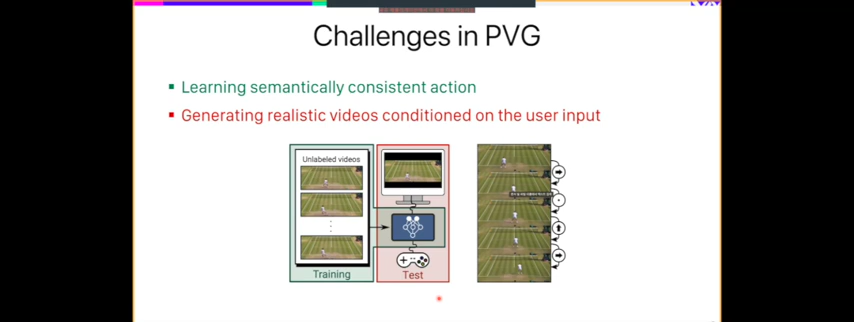 Challenges in PVG
Learning semantically consistent action
Generating realistic videos conditioned on the user input
Unlabeled videos
Training
Test